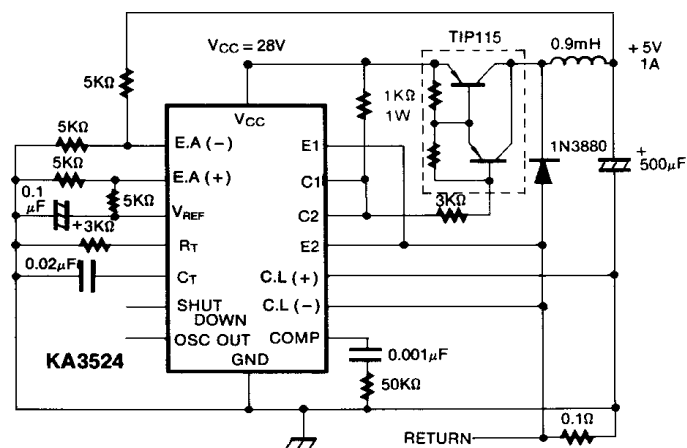 TIP115
VCC = 28V
0.9mH
+ 5V
1A
5KΩ
1KΩ
1W
VCC
5KΩ
E.A (−)
E1
1N3880
+
500μF
5KΩ
E.A (+)
C1
0.1
μF
5KΩ
VREF
C2
3KΩ
+
3KΩ
RT
E2
0.02μF
CT
C.L (+)
SHUT
DOWN
C.L (−)
OSC OUT
COMP
0.001μF
KA3524
GND
50KΩ
0.1Ω
RETURN